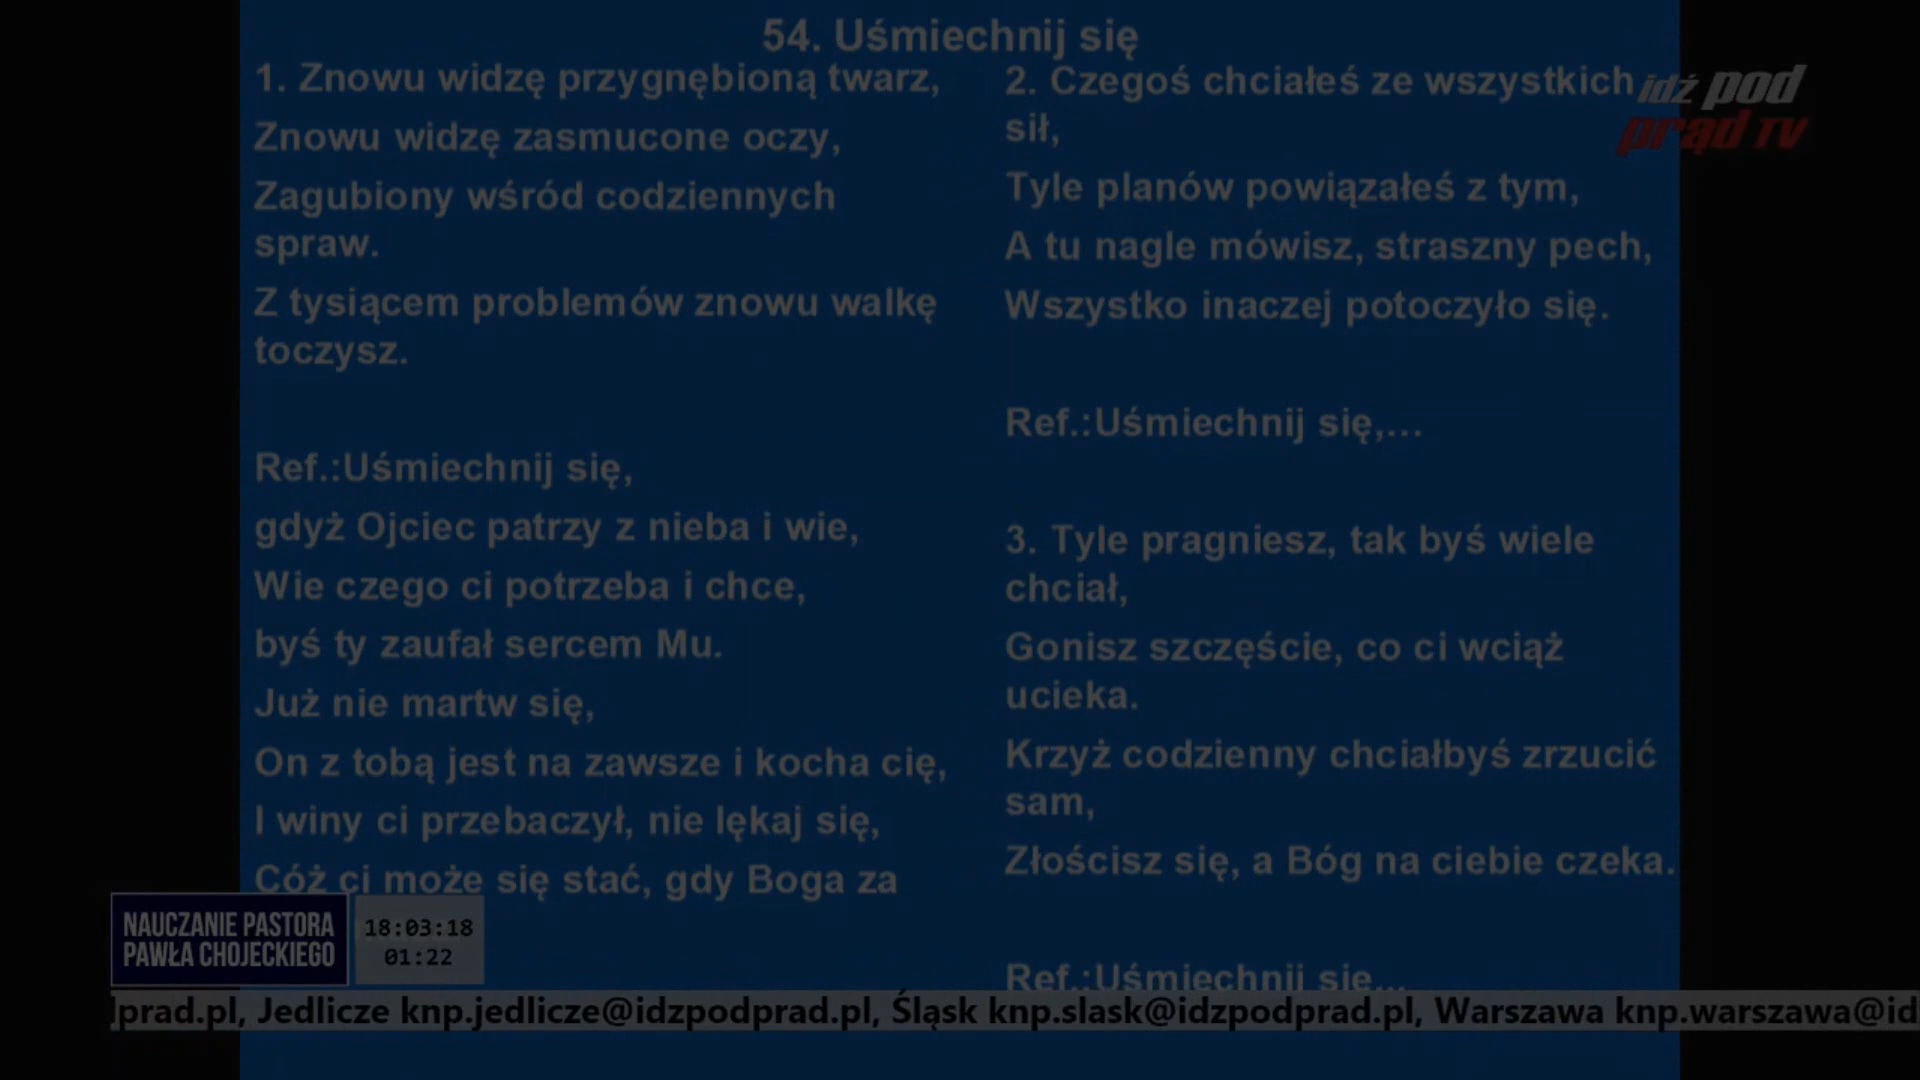 54. Uśmiechnij się
1. Znowu widzę przygnębioną twarz,
Znowu widzę zasmucone oczy,
Zagubiony wśród codziennych
spraw.
Z tysiącem problemów znowu walkę
toczysz.
Ref.:Uśmiechnij się,
gdyż Ojciec patrzy z nieba i wie,
Wie czego ci potrzeba i chce,
byś ty zaufał sercem Mu.
Już nie martw się,
On z tobą jest na zawsze i kocha cię,
I winy ci przebaczył, nie lękaj się,
Cóż ci może się stać, gdy Boga za
2. Czegoś chciałeś ze wszystkich
sił,
Tyle planów powiązałeś z tym,
A tu nagle mówisz, straszny pech,
Wszystko inaczej potoczyło się.
Ref.:Uśmiechnij się,...
3. Tyle pragniesz, tak byś wiele
chciał,
Gonisz szczęście, co ci wciąż
ucieka.
Krzyż codzienny chciałbyś zrzucić
sam,
Złościsz się, a Bóg na ciebie czeka.
Ref.:Uśmiechnij się...
idź pod
prąd TV
NAUCZANIE PASTORA
PAWŁA CHOJECKIEGO
18:03:18
01:22
prad.pl, Jedlicze knp.jedlicze@idzpodprad.pl, Śląsk knp.slask@idzpodprad.pl, Warszawa knp.warszawa@id